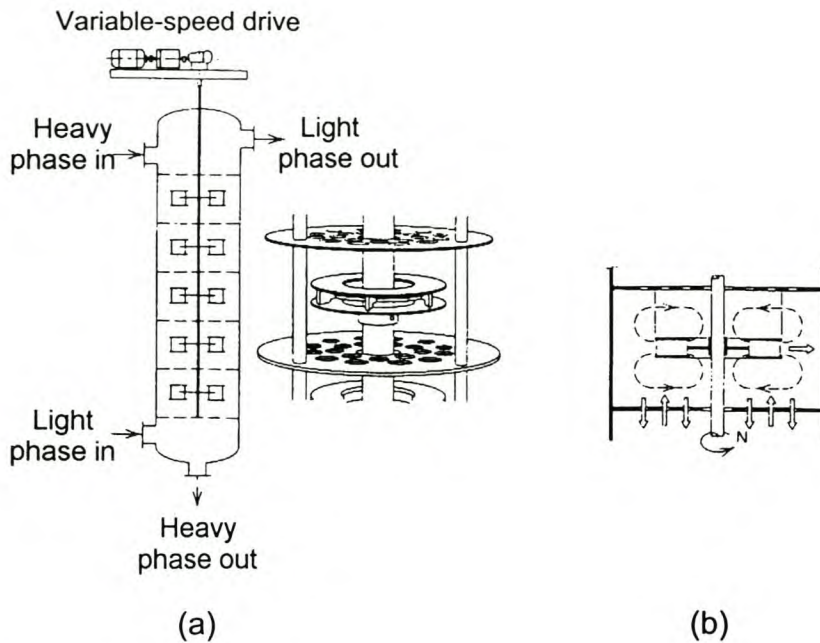 Variable-speed drive
Heavy
phase in
Light
phase out
Light
phase in
Heavy
phase out
N
(a)
(b)